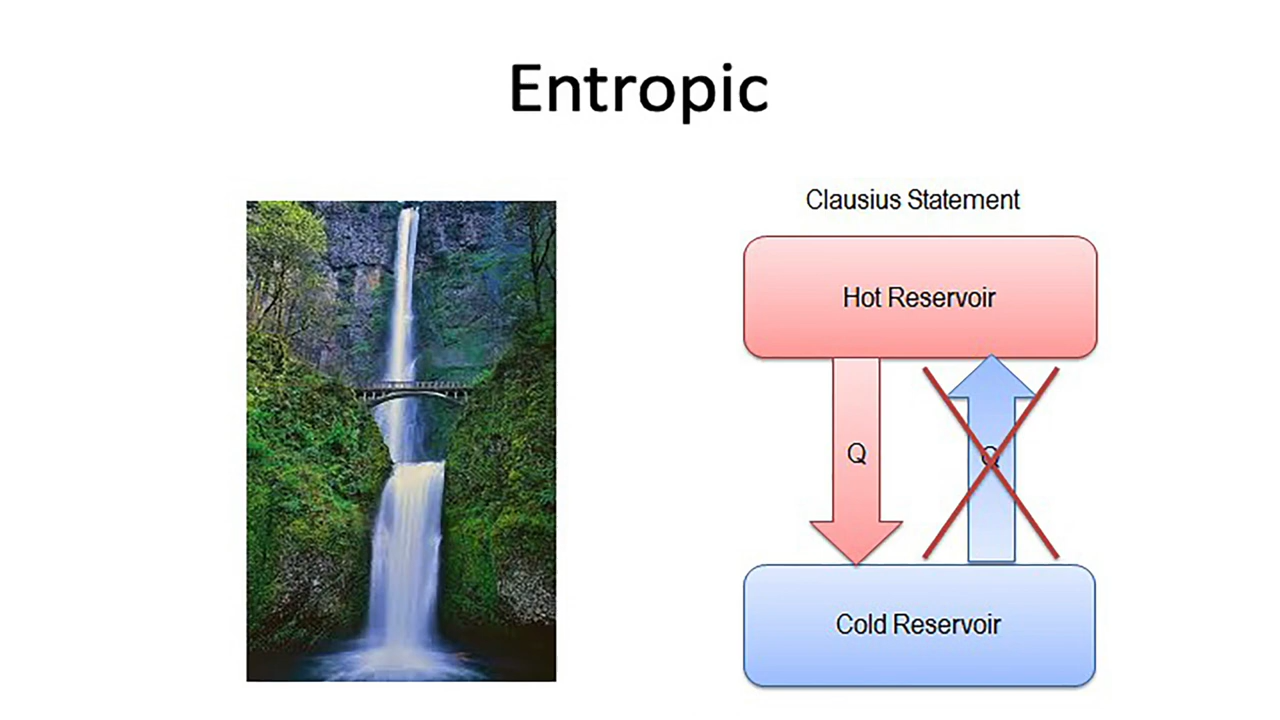 Entropic
Clausius Statement
Hot Reservoir
Q
Q
Cold Reservoir